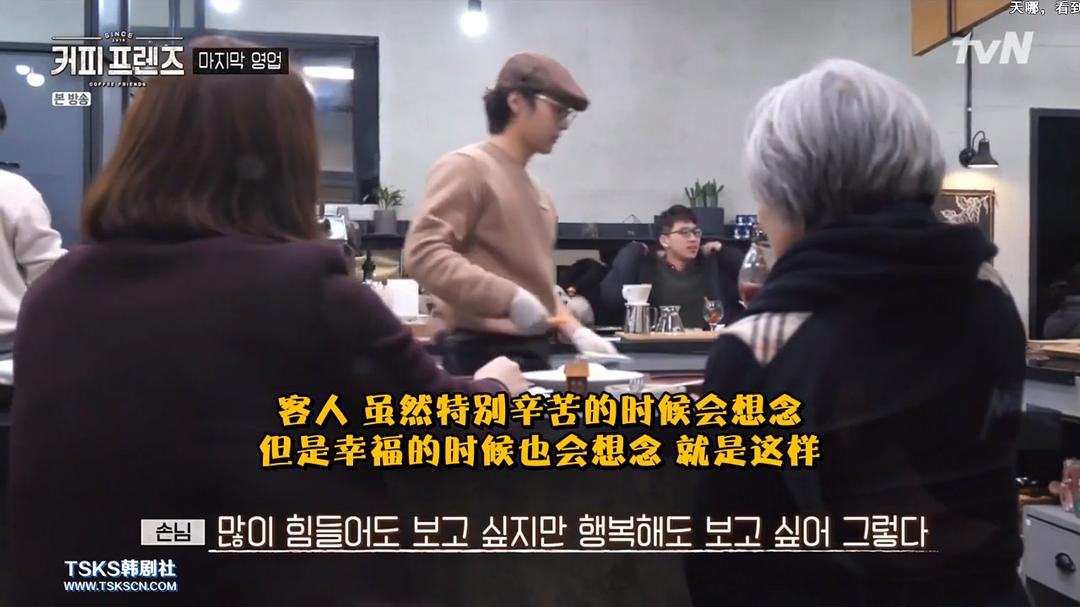 天哪，看到
SINCE
커피 프렌즈
COFFEE FRIENDS
마지막 영업
본 방송
tvN
客人 虽然特别辛苦的时候会想念
但是幸福的时候也会想念 就是这样
손님 많이 힘들어도 보고 싶지만 행복해도 보고 싶어 그렇다
TSKS韩剧社
WWW.TSKSCN.COM